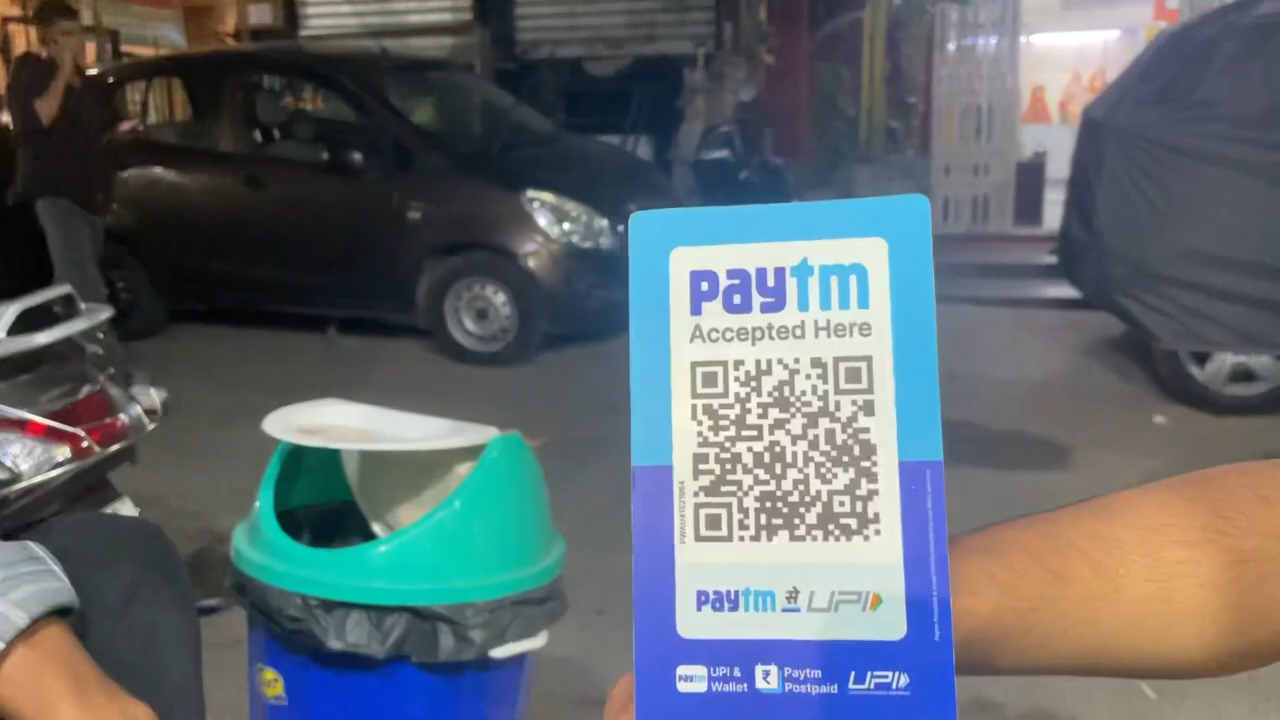 paytm
Accepted Here
paytm से UPI
paytm
UPI &
Wallet
Paytm
Postpaid
UPI